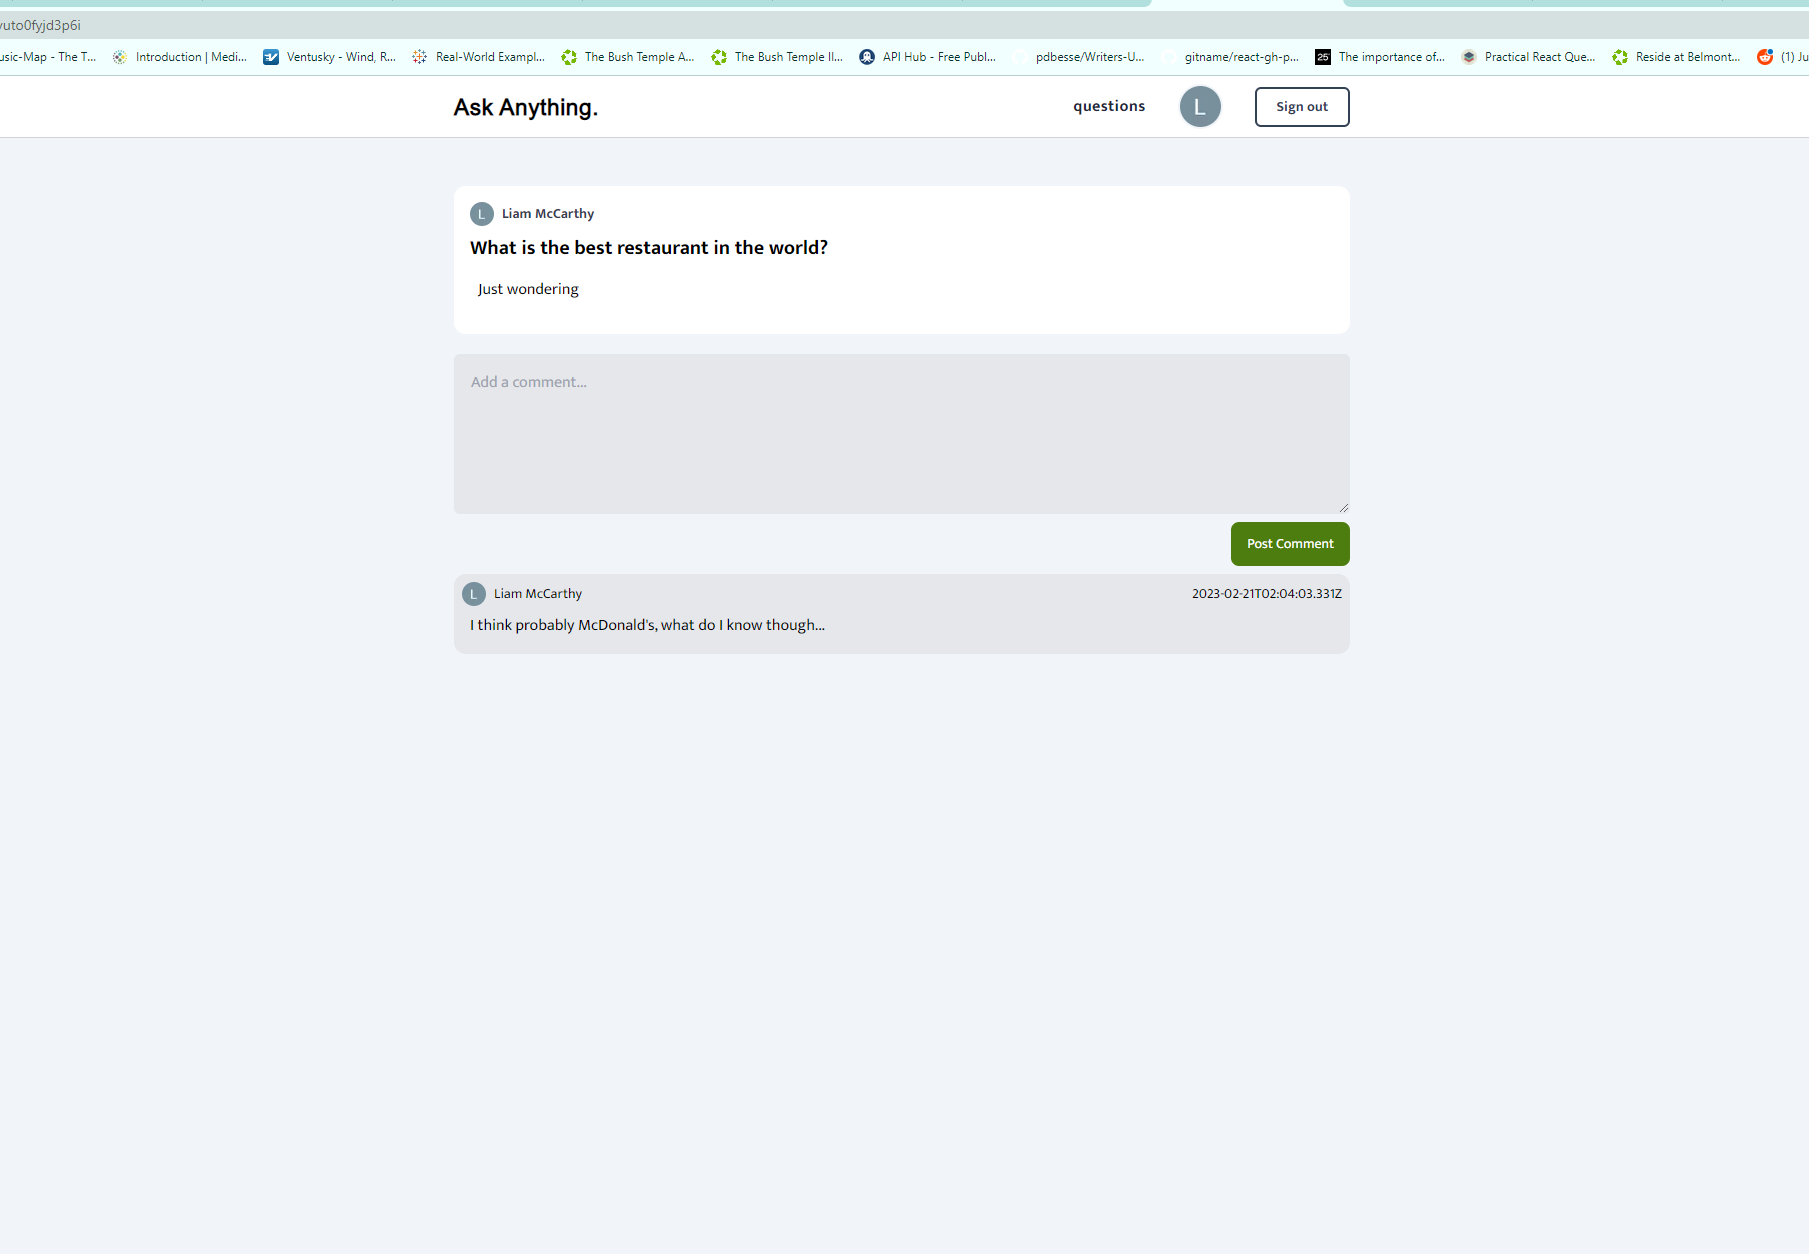 /uto0fyjd3p6i
usic-Map - The T... Introduction | Medi... Ventusky - Wind, R... Real-World Exampl... The Bush Temple A... The Bush Temple Il... API Hub - Free Publ... pdbesse/Writers-U... gitname/react-gh-p... 25 The importance of... Practical React Que... Reside at Belmont... (1) Ju
Ask Anything. questions L Sign out
L Liam McCarthy
What is the best restaurant in the world?
Just wondering
Add a comment...
Post Comment
L Liam McCarthy 2023-02-21T02:04:03.331Z
I think probably McDonald's, what do I know though...